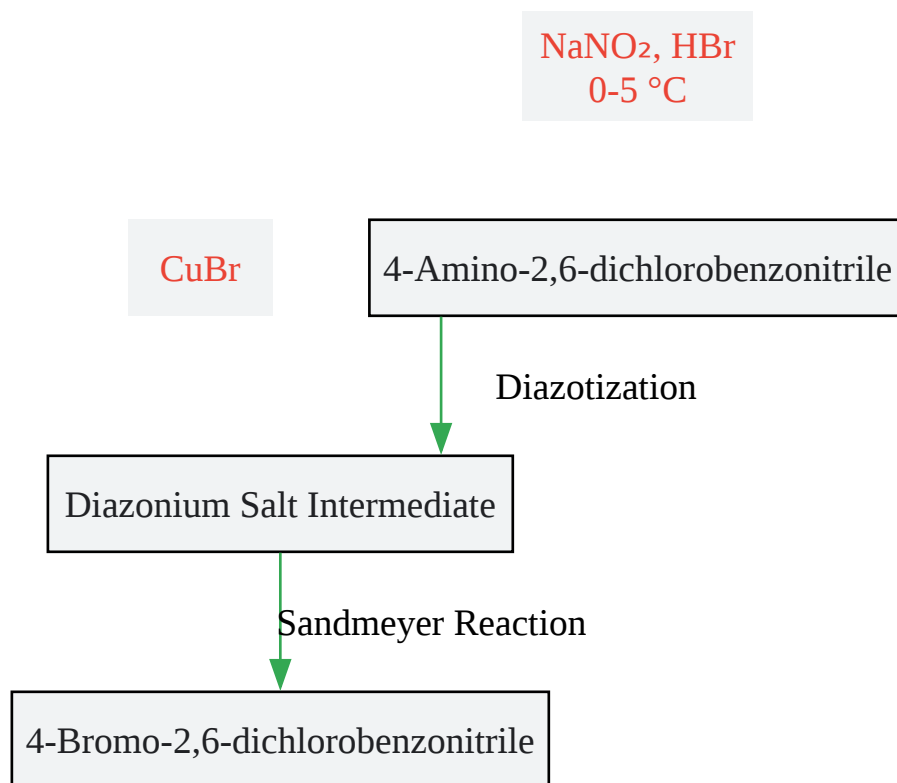 NaNO₂, HBr
0-5 °C
CuBr
4-Amino-2,6-dichlorobenzonitrile
Diazotization
Diazonium Salt Intermediate
Sandmeyer Reaction
4-Bromo-2,6-dichlorobenzonitrile